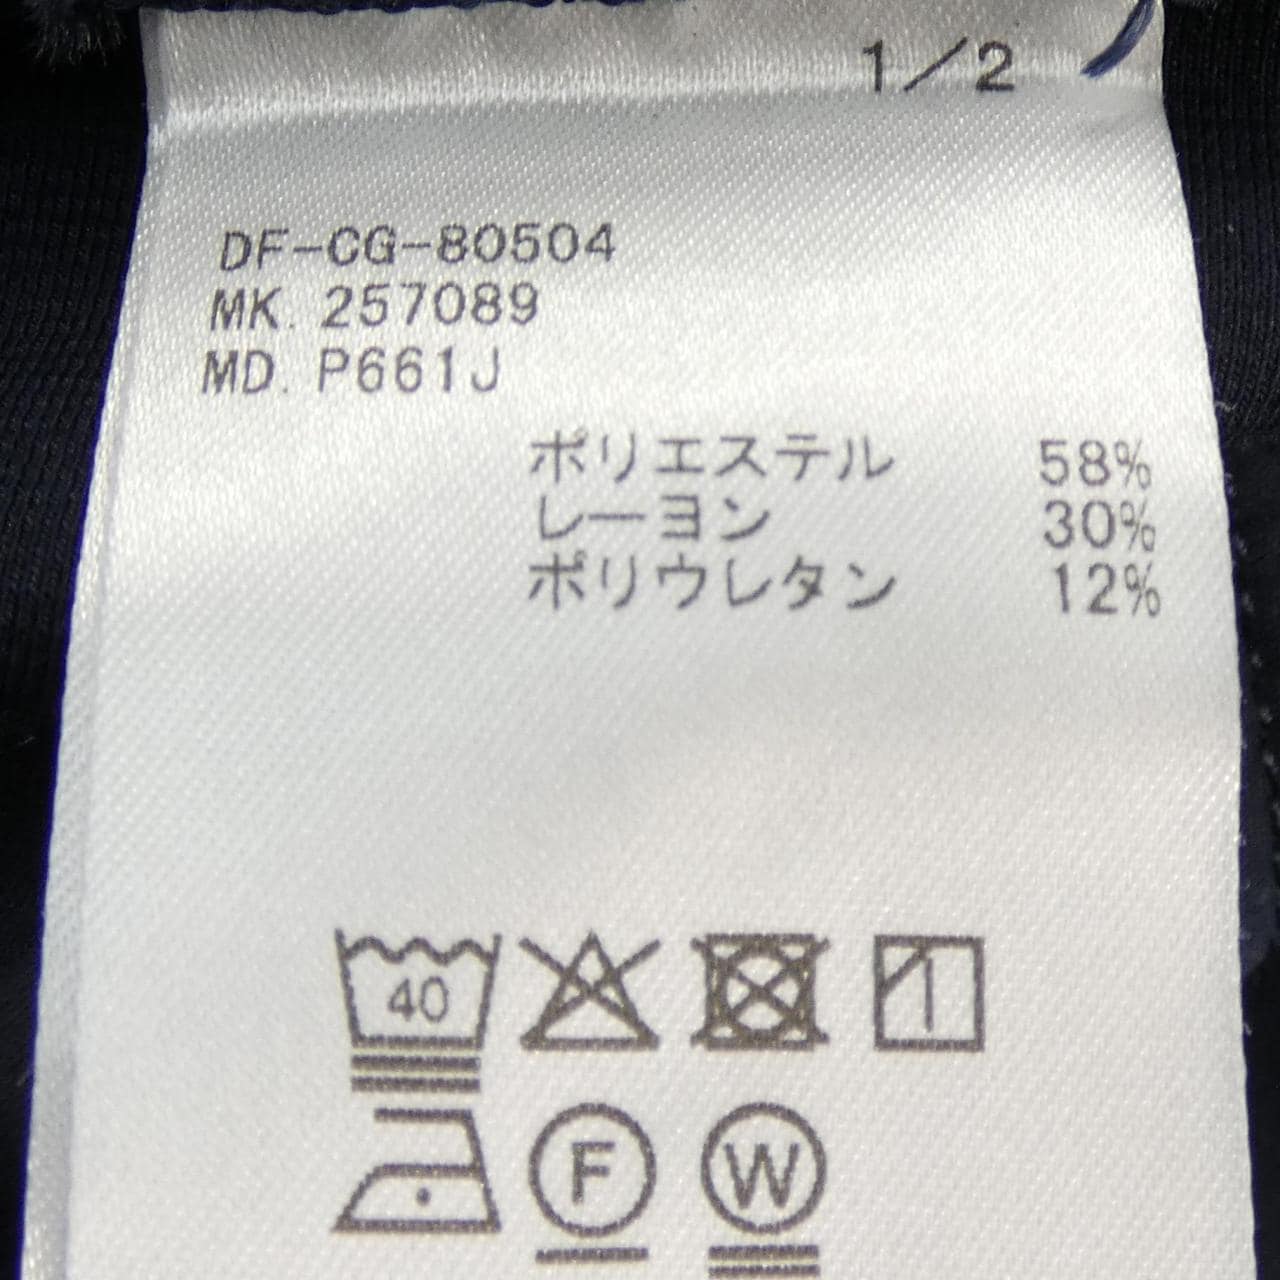 1/2
DF-CG-80504
MK. 257089
MD. P661J
ポリエステル 58%
レーヨン 30%
ポリウレタン 12%
40
F W